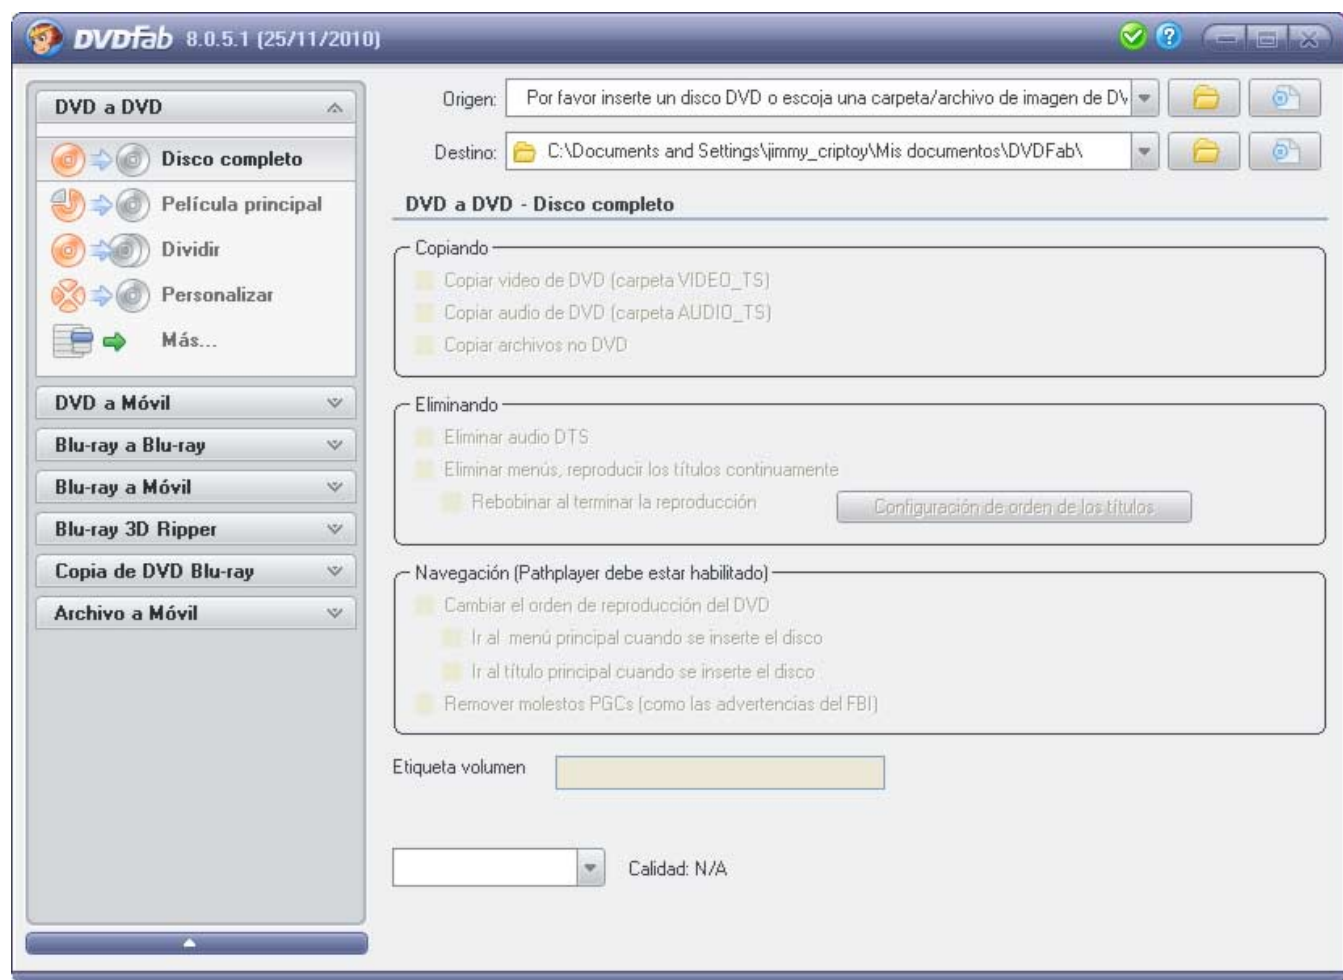 DVDFab 8.0.5.1 (25/11/2010)
DVD a DVD
Disco completo
Película principal
Dividir
Personalizar
Más...
DVD a Móvil
Blu-ray a Blu-ray
Blu-ray a Móvil
Blu-ray 3D Ripper
Copia de DVD Blu-ray
Archivo a Móvil
Origen: Por favor inserte un disco DVD o escoja una carpeta/archivo de imagen de DV
Destino: C:\Documents and Settings\jimmy_criptoy\Mis documentos\DVDFab\
DVD a DVD - Disco completo
Copiando
Copiar video de DVD (carpeta VIDEO_TS)
Copiar audio de DVD (carpeta AUDIO_TS)
Copiar archivos no DVD
Eliminando
Eliminar audio DTS
Eliminar menús, reproducir los títulos continuamente
Rebobinar al terminar la reproducción
Configuración de orden de los títulos
Navegación (Pathplayer debe estar habilitado)
Cambiar el orden de reproducción del DVD
Ir al menú principal cuando se inserte el disco
Ir al título principal cuando se inserte el disco
Remover molestos PGCs (como las advertencias del FBI)
Etiqueta volumen
Calidad: N/A